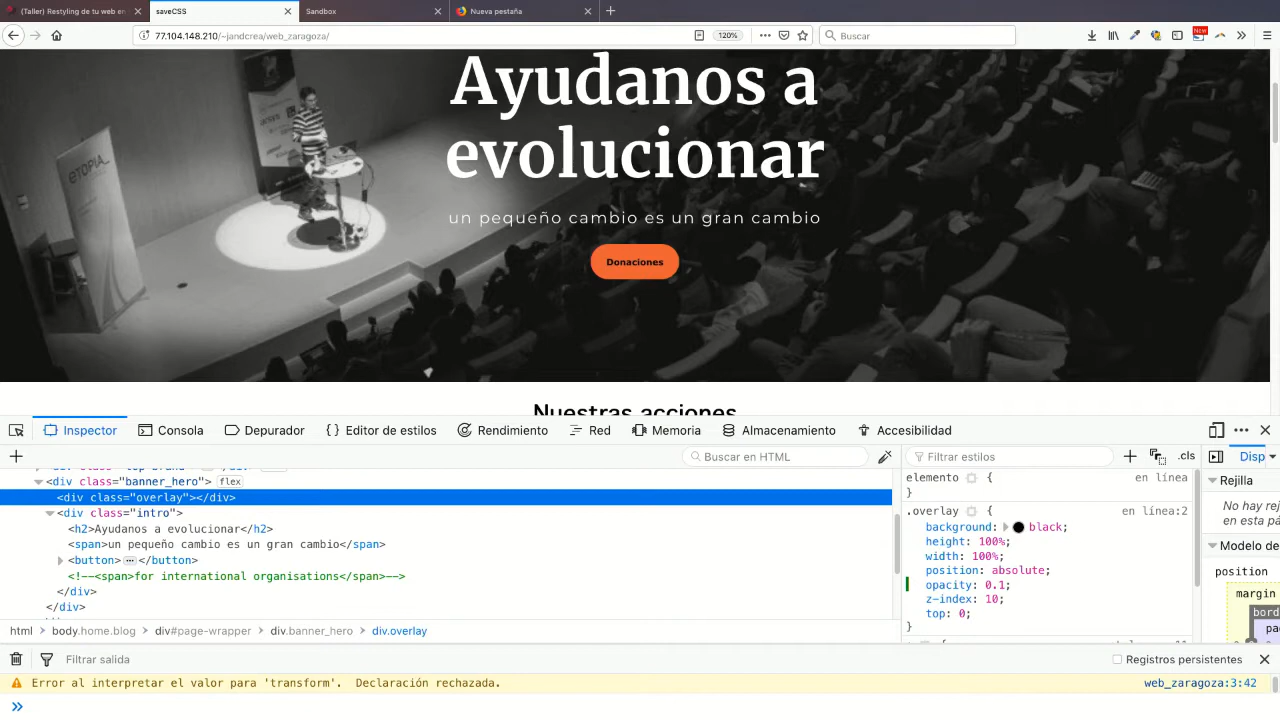 (Taller) Restyling de tu web en
saveCSS
Sandbox
Nueva pestaña
77.104.148.210/~jandcrea/web_zaragoza/
120%
Buscar
New
eTOPIA_
Ayudanos a
evolucionar
un pequeño cambio es un gran cambio
Donaciones
Nuestras acciones
Inspector
Consola
Depurador
{} Editor de estilos
Rendimiento
Red
Memoria
Almacenamiento
Accesibilidad
+
Buscar en HTML
Filtrar estilos
+
.cls
Disp
<div class="banner_hero"> flex
<div class="overlay"></div>
<div class="intro">
<h2>Ayudanos a evolucionar</h2>
<span>un pequeño cambio es un gran cambio</span>
<button> ⋯ </button>
<!--<span>for international organisations</span>-->
</div>
</div>
html > body.home.blog > div#page-wrapper > div.banner_hero > div.overlay
elemento { en línea
}
.overlay { en línea:2
background: black;
height: 100%;
width: 100%;
position: absolute;
opacity: 0.1;
z-index: 10;
top: 0;
}
Rejilla
No hay rej
en esta pá
Modelo de
position
margin
bord
pa
Filtrar salida
Registros persistentes
Error al interpretar el valor para 'transform'. Declaración rechazada.
web_zaragoza:3:42
»